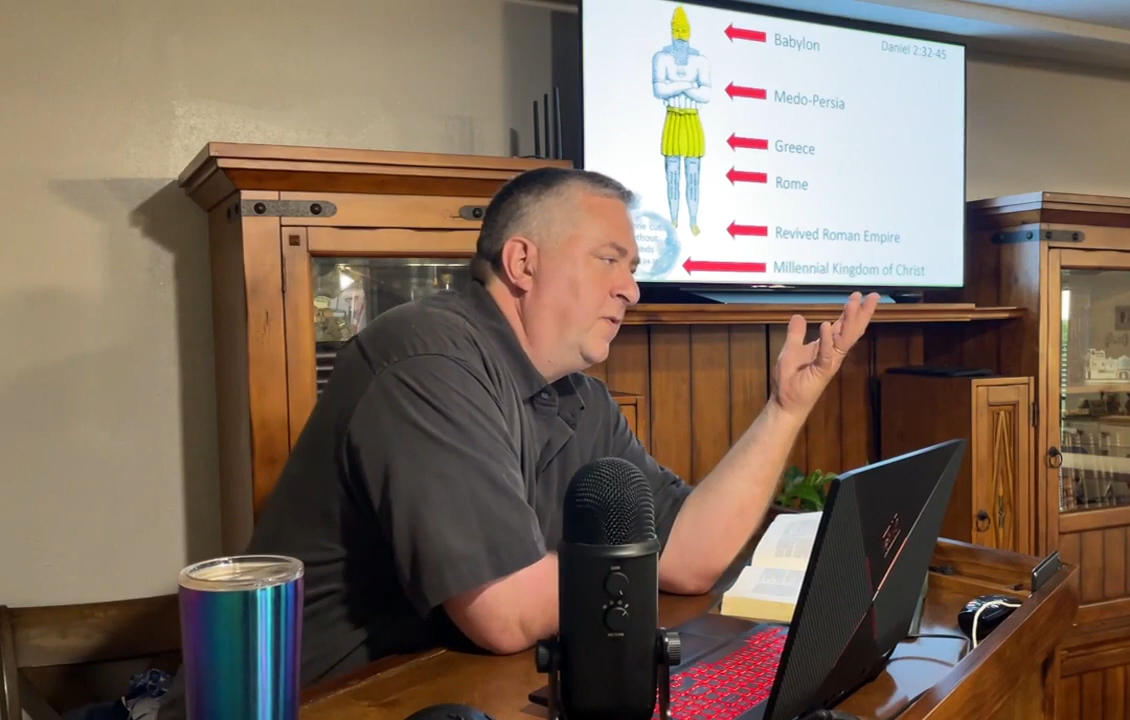 Babylon
Daniel 2:32-45
Medo-Persia
Greece
Rome
Revived Roman Empire
Millennial Kingdom of Christ